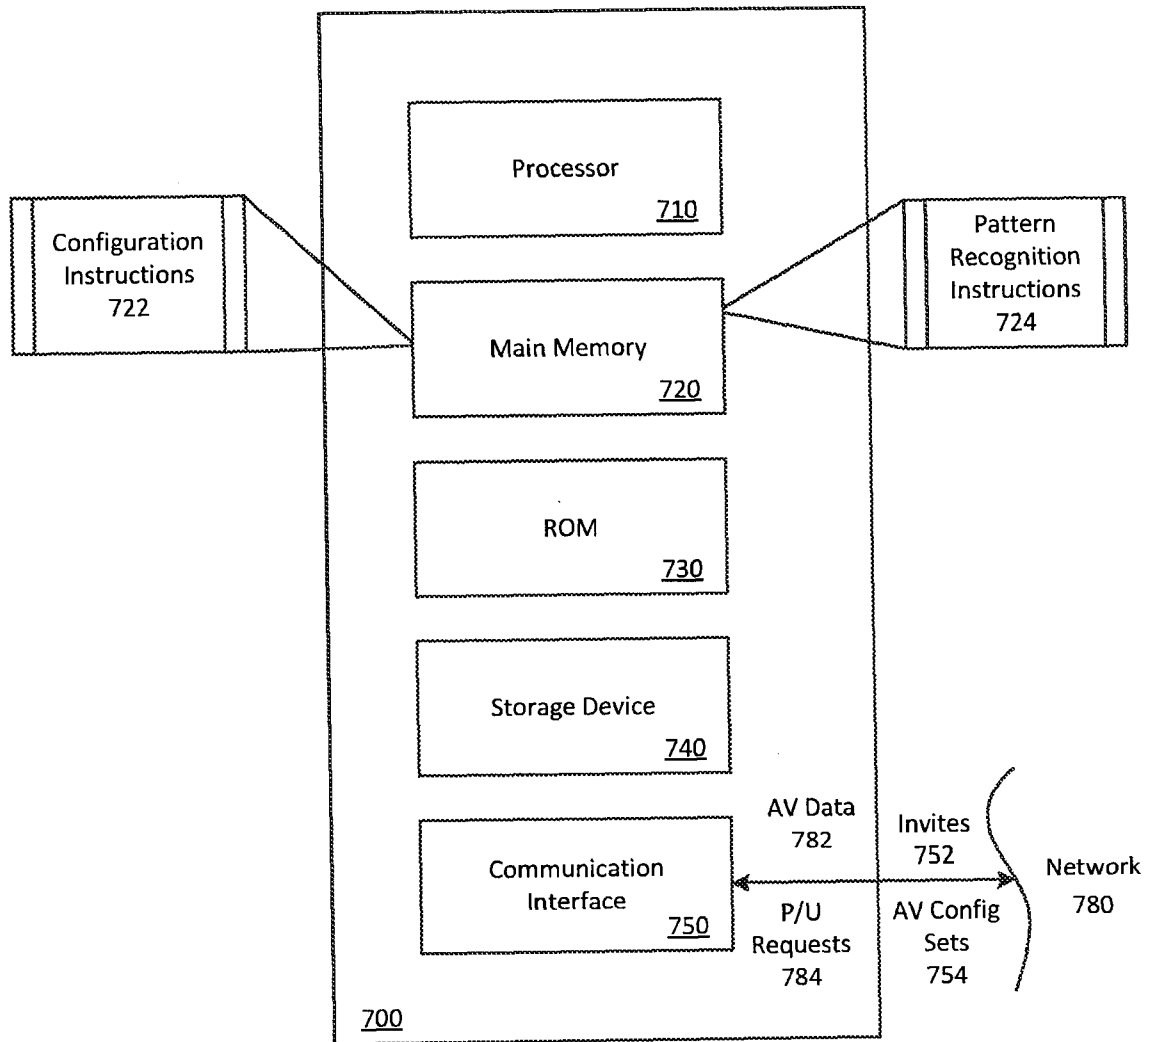 Processor
710
Configuration
Instructions
722
Pattern
Recognition
Instructions
724
Main Memory
720
ROM
730
Storage Device
740
Communication
Interface
750
AV Data
782
Invites
752
P/U
Requests
784
AV Config
Sets
754
Network
780
700